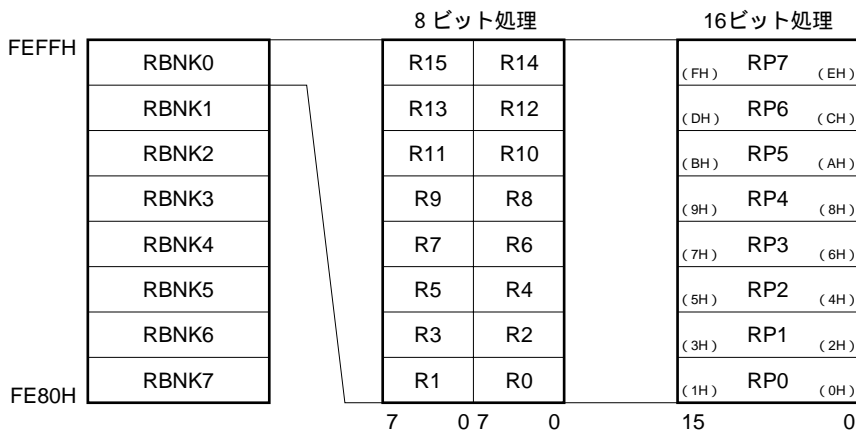 8 ビット処理 16ビット処理
FEFFH RBNK0 R15 R14 （FH） RP7 （EH）
RBNK1 R13 R12 （DH） RP6 （CH）
RBNK2 R11 R10 （BH） RP5 （AH）
RBNK3 R9 R8 （9H） RP4 （8H）
RBNK4 R7 R6 （7H） RP3 （6H）
RBNK5 R5 R4 （5H） RP2 （4H）
RBNK6 R3 R2 （3H） RP1 （2H）
FE80H RBNK7 R1 R0 （1H） RP0 （0H）
7 0 7 0 15 0